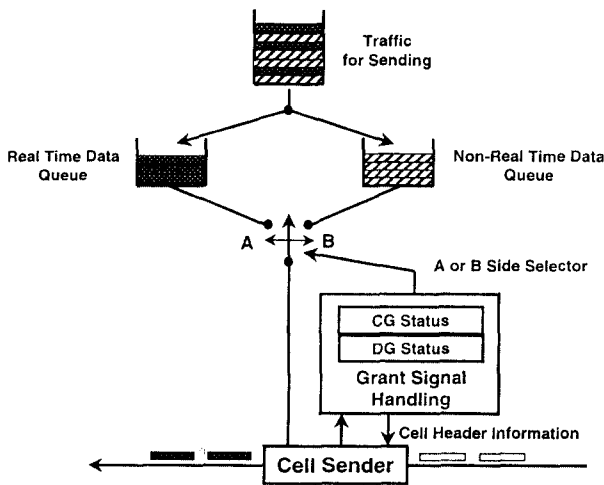 Traffic
for Sending
Real Time Data
Queue
Non-Real Time Data
Queue
A
B
A or B Side Selector
CG Status
DG Status
Grant Signal
Handling
Cell Header Information
Cell Sender